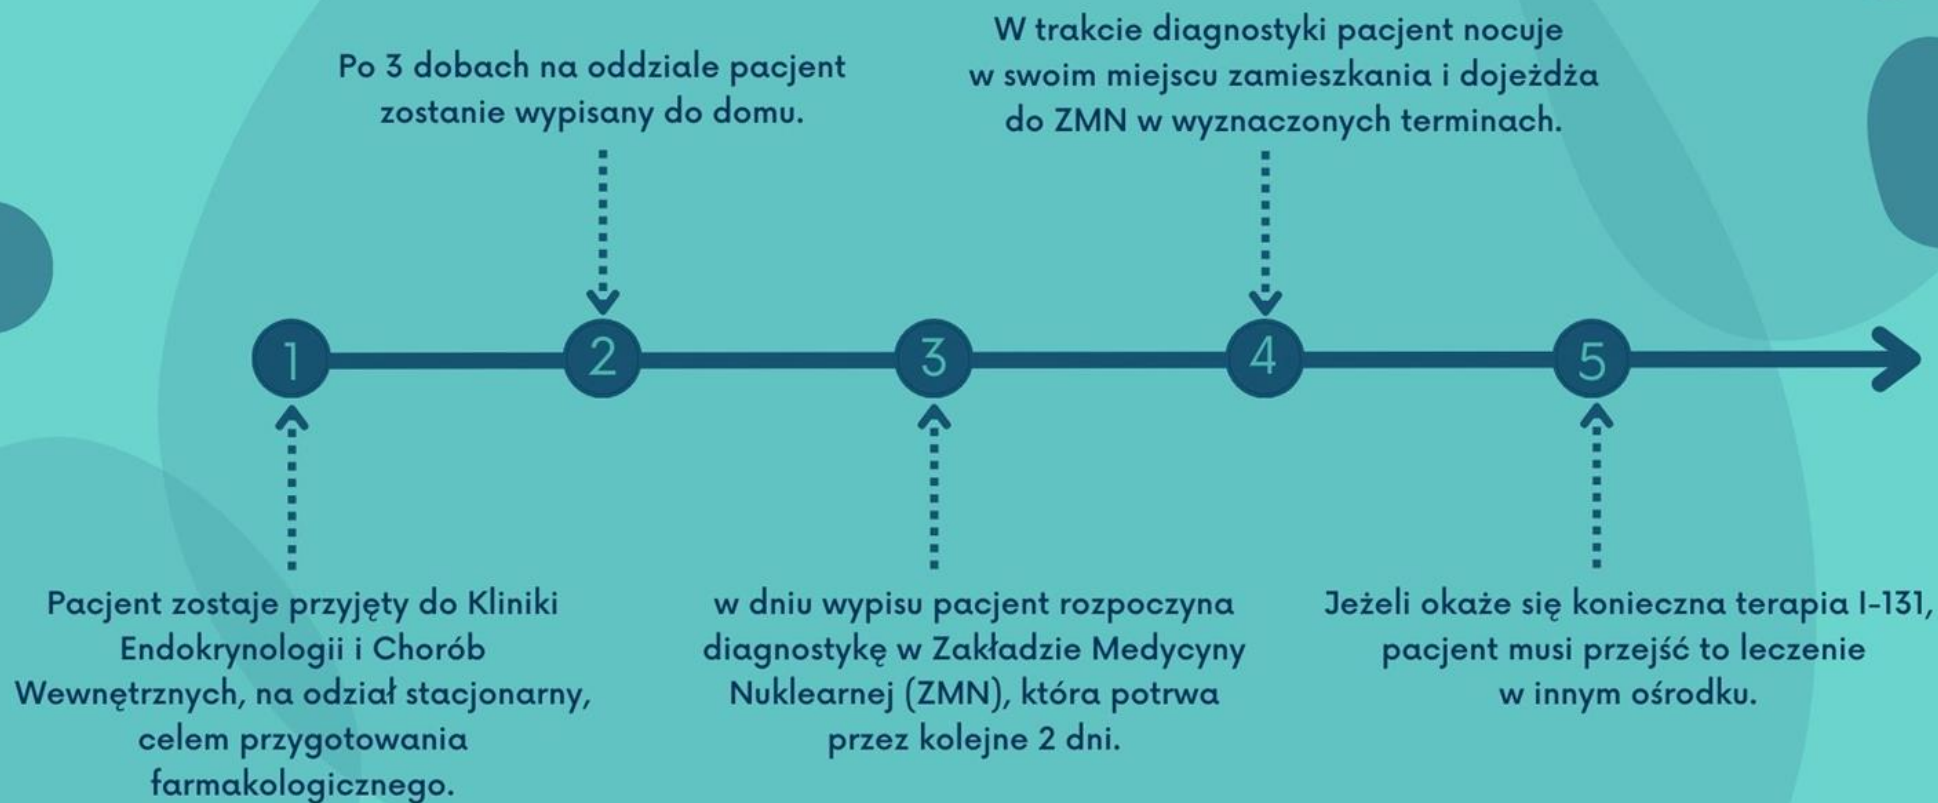 Po 3 dobach na oddziale pacjent
zostanie wypisany do domu.
W trakcie diagnostyki pacjent nocuje
w swoim miejscu zamieszkania i dojeżdża
do ZMN w wyznaczonych terminach.
1
2
3
4
5
Pacjent zostaje przyjęty do Kliniki
Endokrynologii i Chorób
Wewnętrznych, na odział stacjonarny,
celem przygotowania
farmakologicznego.
w dniu wypisu pacjent rozpoczyna
diagnostykę w Zakładzie Medycyny
Nuklearnej (ZMN), która potrwa
przez kolejne 2 dni.
Jeżeli okaże się konieczna terapia I-131,
pacjent musi przejść to leczenie
w innym ośrodku.